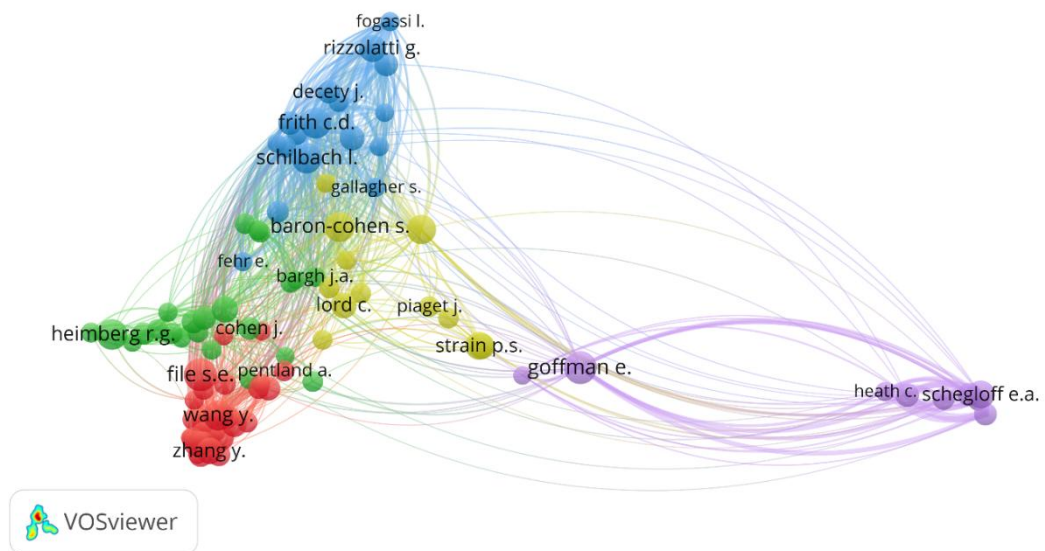 fogassi l.
rizzolatti g.
decety j.
frith c.d.
schilbach l.
gallagher s.
baron-cohen s.
fehr e.
bargh j.a.
lord c.
piaget j.
heimberg r.g.
cohen j.
strain p.s.
file s.e.
pentland a.
goffman e.
heath c.
schegloff e.a.
wang y.
zhang y.
VOSviewer